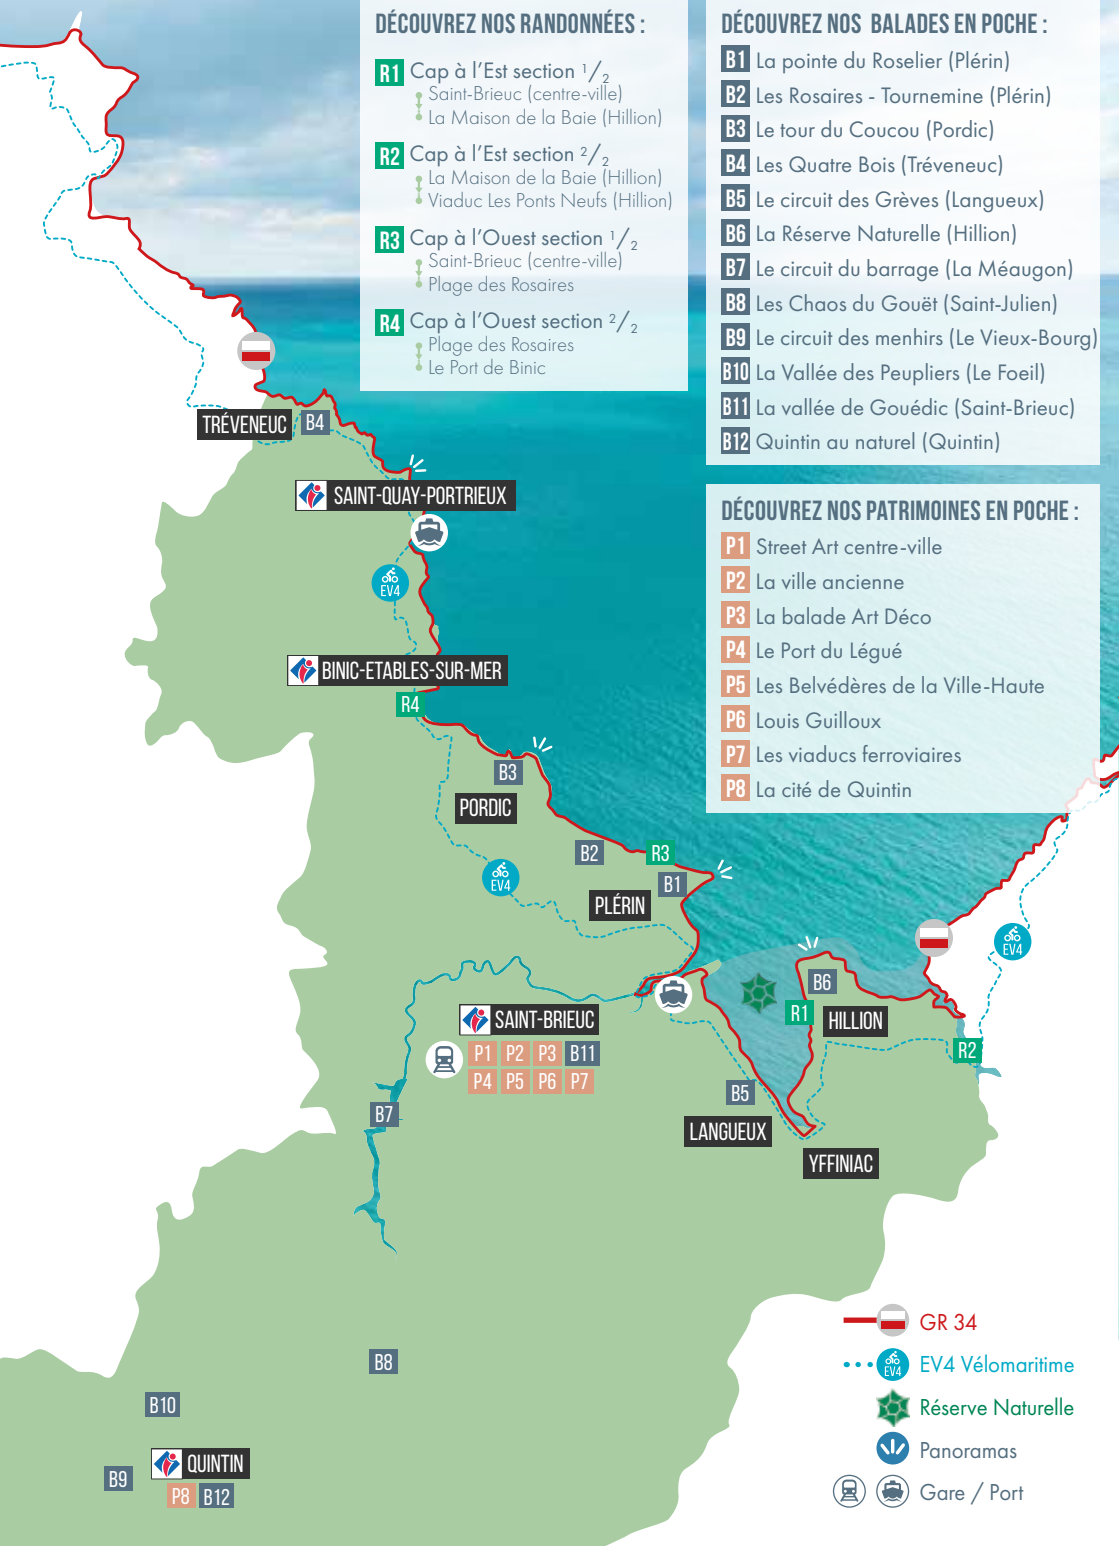 DÉCOUVREZ NOS RANDONNÉES :
R1 Cap à l'Est section 1/2
Saint-Brieuc (centre-ville)
La Maison de la Baie (Hillion)
R2 Cap à l'Est section 2/2
La Maison de la Baie (Hillion)
Viaduc Les Ponts Neufs (Hillion)
R3 Cap à l'Ouest section 1/2
Saint-Brieuc (centre-ville)
Plage des Rosaires
R4 Cap à l'Ouest section 2/2
Plage des Rosaires
Le Port de Binic
DÉCOUVREZ NOS BALADES EN POCHE :
B1 La pointe du Roselier (Plérin)
B2 Les Rosaires - Tournemine (Plérin)
B3 Le tour du Coucou (Pordic)
B4 Les Quatre Bois (Tréveneuc)
B5 Le circuit des Grèves (Langueux)
B6 La Réserve Naturelle (Hillion)
B7 Le circuit du barrage (La Méaugon)
B8 Les Chaos du Gouët (Saint-Julien)
B9 Le circuit des menhirs (Le Vieux-Bourg)
B10 La Vallée des Peupliers (Le Foeil)
B11 La vallée de Gouédic (Saint-Brieuc)
B12 Quintin au naturel (Quintin)
DÉCOUVREZ NOS PATRIMOINES EN POCHE :
P1 Street Art centre-ville
P2 La ville ancienne
P3 La balade Art Déco
P4 Le Port du Légué
P5 Les Belvédères de la Ville-Haute
P6 Louis Guilloux
P7 Les viaducs ferroviaires
P8 La cité de Quintin
TRÉVENEUC B4
SAINT-QUAY-PORTRIEUX
EV4
BINIC-ETABLES-SUR-MER
R4
B3
PORDIC
B2 R3
B1
EV4
PLÉRIN
EV4
B6
R1 HILLION
SAINT-BRIEUC
P1 P2 P3 B11
P4 P5 P6 P7
R2
B5
B7
LANGUEUX
YFFINIAC
B8
B10
QUINTIN
B9
P8 B12
GR 34
EV4 EV4 Vélomaritime
Réserve Naturelle
Panoramas
Gare / Port